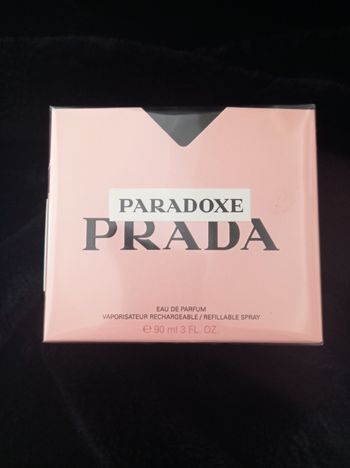 PARADOXE
PRADA
EAU DE PARFUM
VAPORISATEUR RECHARGEABLE / REFILLABLE SPRAY
℮ 90 ml 3 FL. OZ.